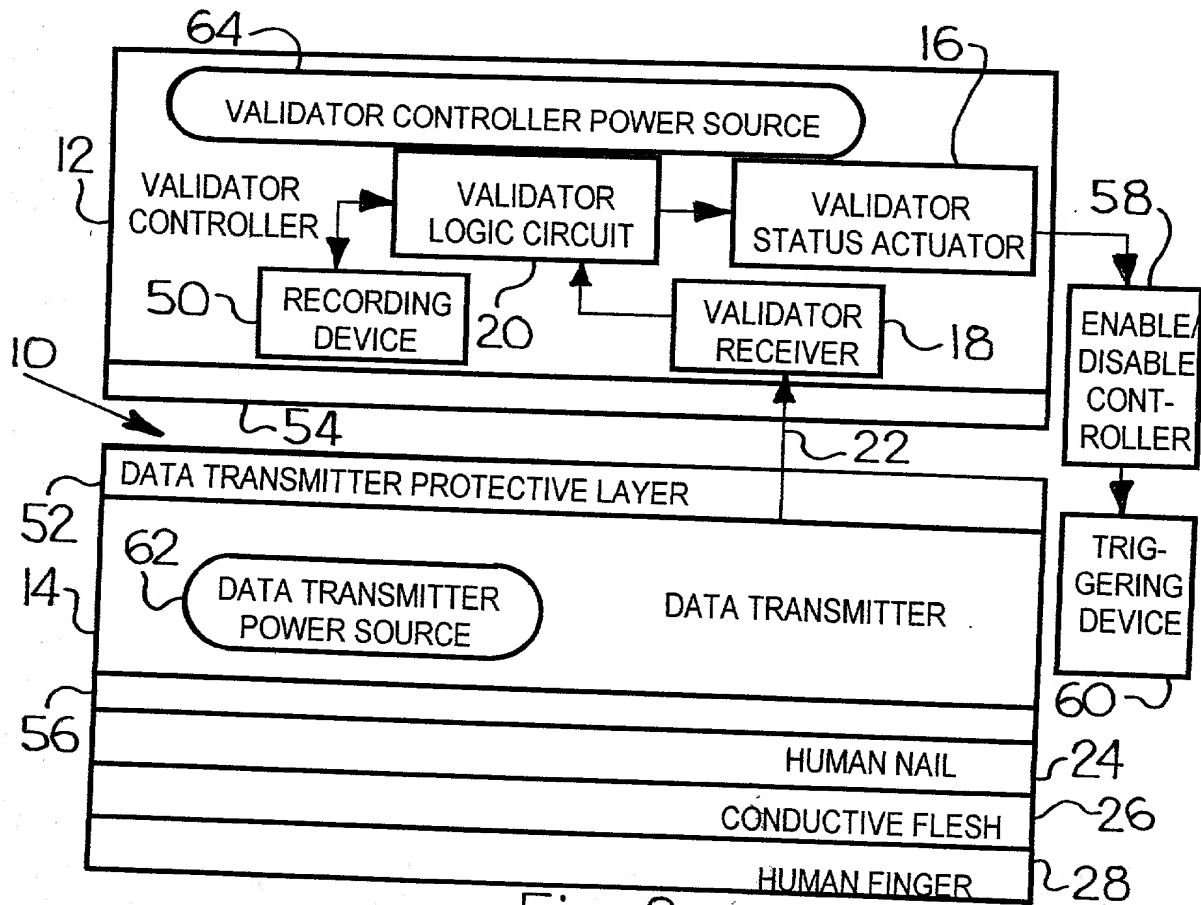 64
16
VALIDATOR CONTROLLER POWER SOURCE
12
VALIDATOR
CONTROLLER
VALIDATOR
LOGIC CIRCUIT
VALIDATOR
STATUS ACTUATOR
58
50
RECORDING
DEVICE
20
VALIDATOR
RECEIVER
18
ENABLE/
DISABLE
CONT-
ROLLER
10
54
22
DATA TRANSMITTER PROTECTIVE LAYER
52
62
DATA TRANSMITTER
POWER SOURCE
DATA TRANSMITTER
TRIG-
GERING
DEVICE
14
60
56
HUMAN NAIL
24
CONDUCTIVE FLESH
26
HUMAN FINGER
28